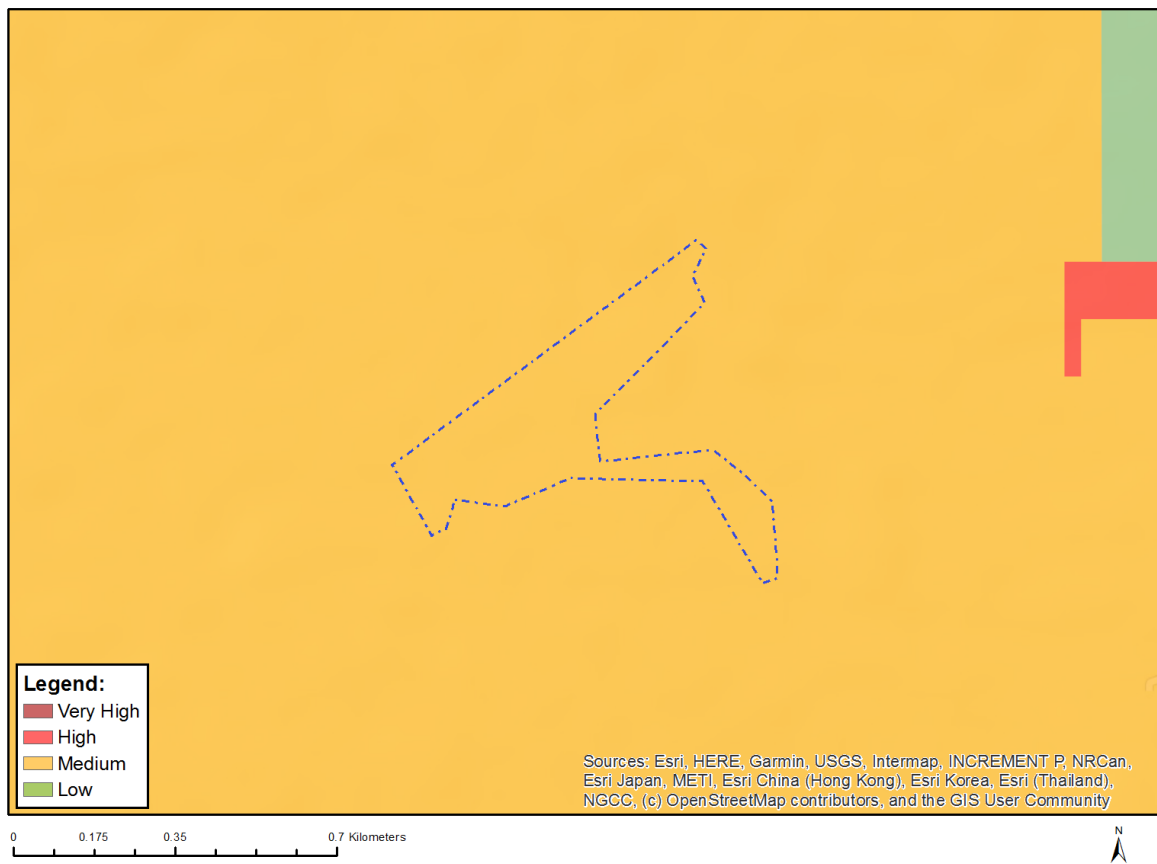 Legend:
Very High
High
Medium
Low
Sources: Esri, HERE, Garmin, USGS, Intermap, INCREMENT P, NRCan,
Esri Japan, METI, Esri China (Hong Kong), Esri Korea, Esri (Thailand),
NGCC, (c) OpenStreetMap contributors, and the GIS User Community
0 0.175 0.35 0.7 Kilometers
N